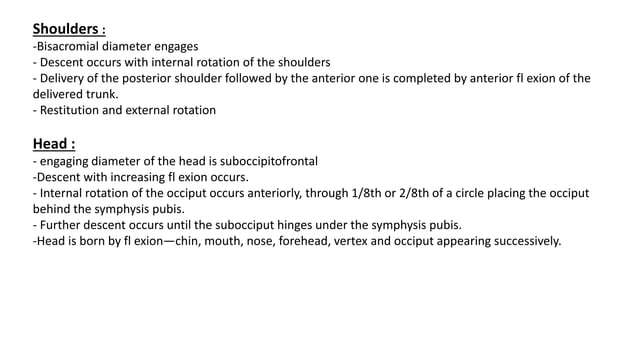 Shoulders :
-Bisacromial diameter engages
- Descent occurs with internal rotation of the shoulders
- Delivery of the posterior shoulder followed by the anterior one is completed by anterior fl exion of the
delivered trunk.
- Restitution and external rotation
Head :
- engaging diameter of the head is suboccipitofrontal
-Descent with increasing fl exion occurs.
- Internal rotation of the occiput occurs anteriorly, through 1/8th or 2/8th of a circle placing the occiput
behind the symphysis pubis.
- Further descent occurs until the subocciput hinges under the symphysis pubis.
-Head is born by fl exion—chin, mouth, nose, forehead, vertex and occiput appearing successively.